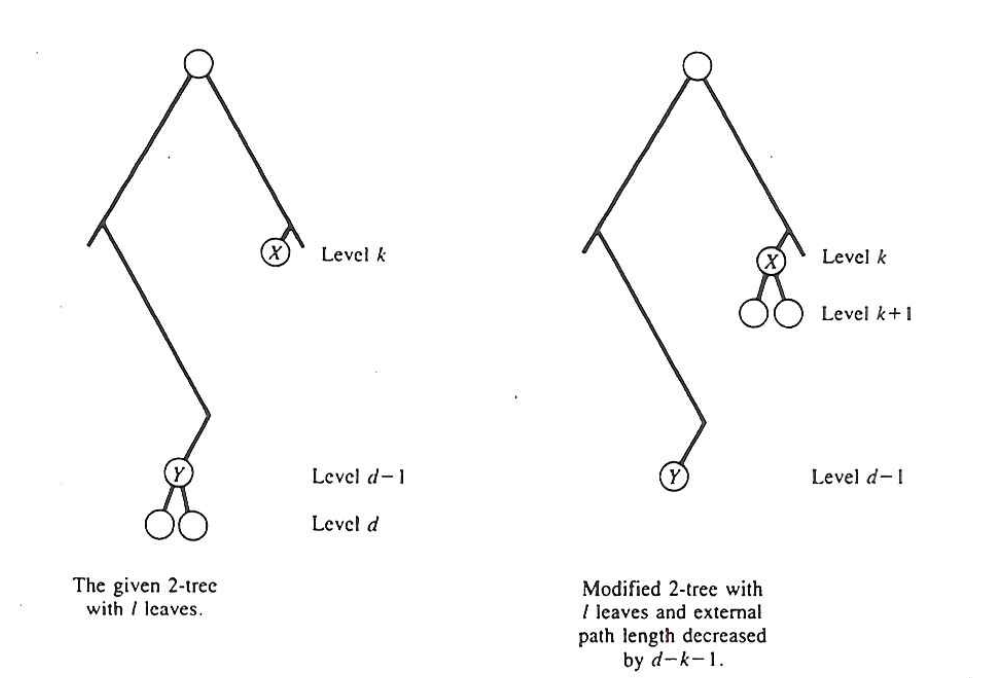 X
Level k
Y
Level d−1
Level d
The given 2-tree
with l leaves.
X
Level k
Level k+1
Y
Level d−1
Modified 2-tree with
l leaves and external
path length decreased
by d−k−1.